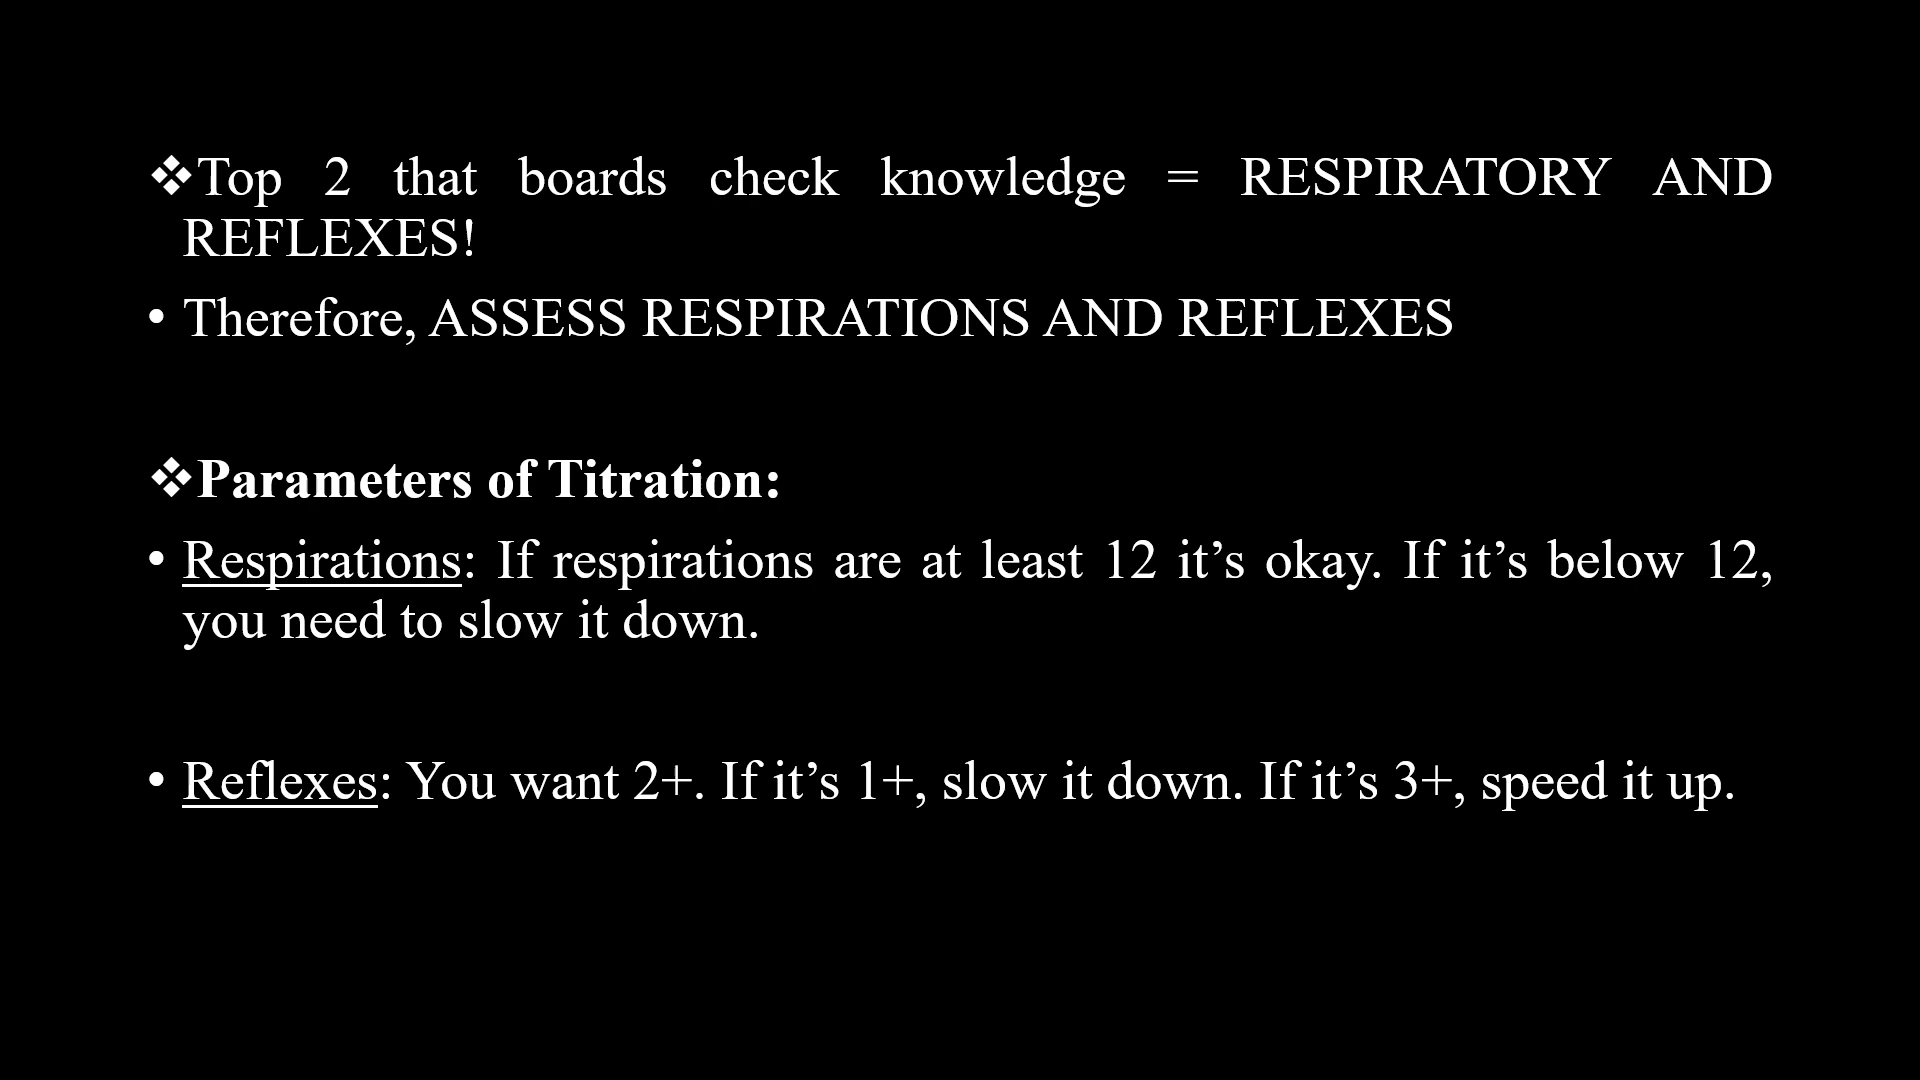 ❖Top 2 that boards check knowledge = RESPIRATORY AND
REFLEXES!
• Therefore, ASSESS RESPIRATIONS AND REFLEXES
❖Parameters of Titration:
• Respirations: If respirations are at least 12 it’s okay. If it’s below 12,
you need to slow it down.
• Reflexes: You want 2+. If it’s 1+, slow it down. If it’s 3+, speed it up.